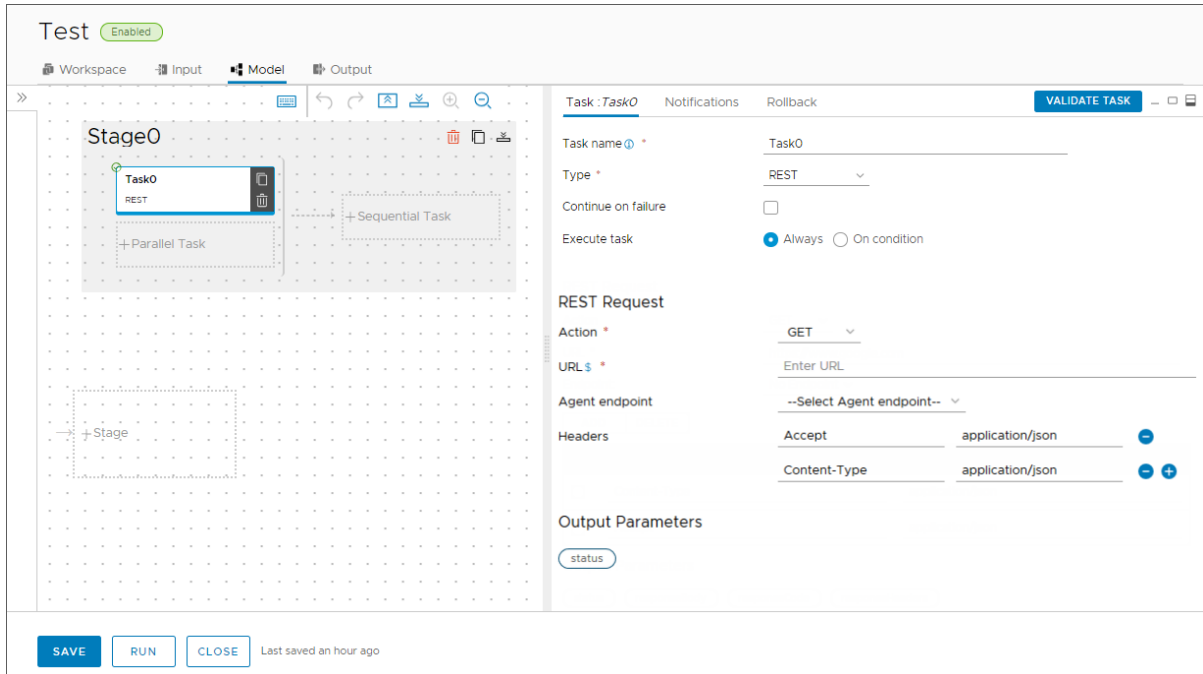 Test Enabled
Workspace Input Model Output
Stage0
Task0
REST
+Sequential Task
+Parallel Task
+Stage
Task :Task0 Notifications Rollback VALIDATE TASK
Task name * Task0
Type * REST
Continue on failure
Execute task Always On condition
REST Request
Action * GET
URL $ * Enter URL
Agent endpoint --Select Agent endpoint--
Headers Accept application/json
Content-Type application/json
Output Parameters
status
SAVE RUN CLOSE Last saved an hour ago